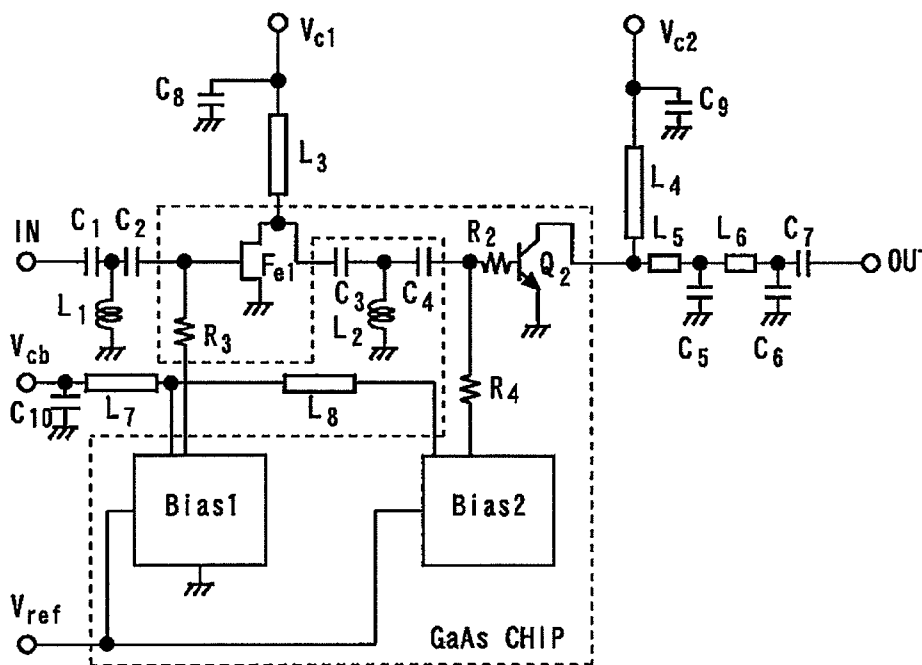 Vc1
Vc2
C8
C9
L3
L4
IN
C1
C2
Fe1
R2
Q2
L5
L6
C7
OUT
L1
C3
C4
L2
R3
C5
C6
Vcb
C10
L7
L8
R4
Bias1
Bias2
Vref
GaAs CHIP